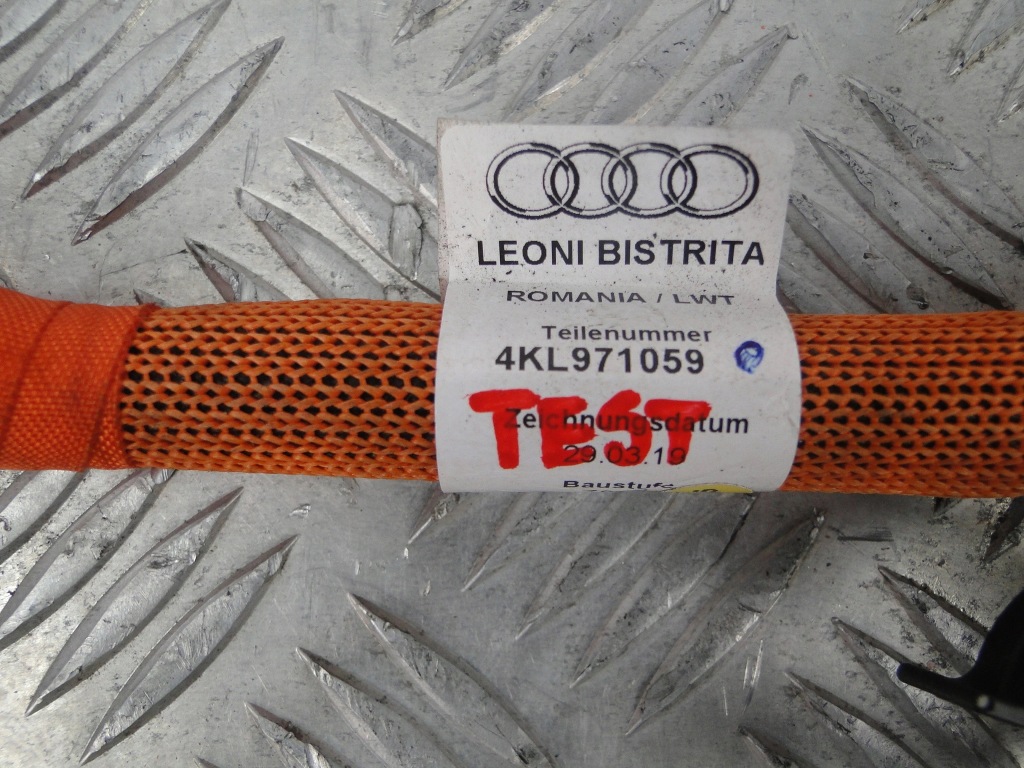 LEONI BISTRITA
ROMANIA / LWT
Teilenummer
4KL971059
TEST
Zeichnungsdatum
29.03.19
Baustufe